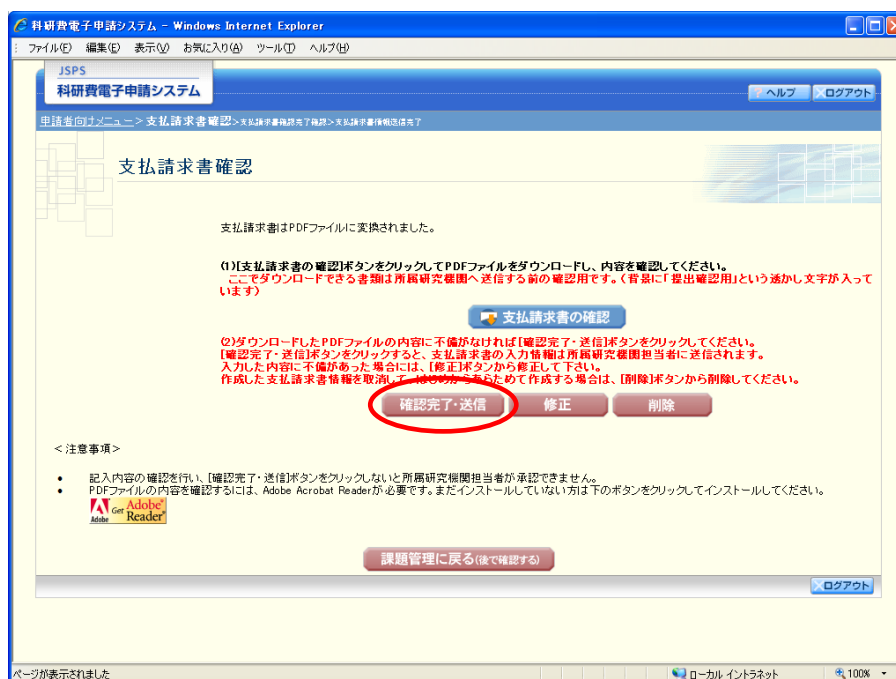 科研費電子申請システム - Windows Internet Explorer
ファイル(F) 編集(E) 表示(V) お気に入り(A) ツール(T) ヘルプ(H)
JSPS
科研費電子申請システム
? ヘルプ
ログアウト
申請者向けメニュー>支払請求書確認>支払請求書確認完了確認>支払請求書情報送信完了
支払請求書確認
支払請求書はPDFファイルに変換されました。
(1)[支払請求書の確認]ボタンをクリックしてPDFファイルをダウンロードし、内容を確認してください。
ここでダウンロードできる書類は所属研究機関へ送信する前の確認用です。(背景に「提出確認用」という透かし文字が入って
います)
支払請求書の確認
(2)ダウンロードしたPDFファイルの内容に不備がなければ[確認完了・送信]ボタンをクリックしてください。
[確認完了・送信]ボタンをクリックすると、支払請求書の入力情報は所属研究機関担当者に送信されます。
入力した内容に不備があった場合には、[修正]ボタンから修正して下さい。
作成した支払請求書情報を取消して、はじめからあらためて作成する場合は、[削除]ボタンから削除してください。
確認完了・送信 修正 削除
<注意事項>
• 記入内容の確認を行い、[確認完了・送信]ボタンをクリックしないと所属研究機関担当者が承認できません。
• PDFファイルの内容を確認するには、Adobe Acrobat Readerが必要です。まだインストールしていない方は下のボタンをクリックしてインストールしてください。
Adobe Get Adobe Reader
課題管理に戻る(後で確認する)
ログアウト
ページが表示されました
ローカル イントラネット
100%